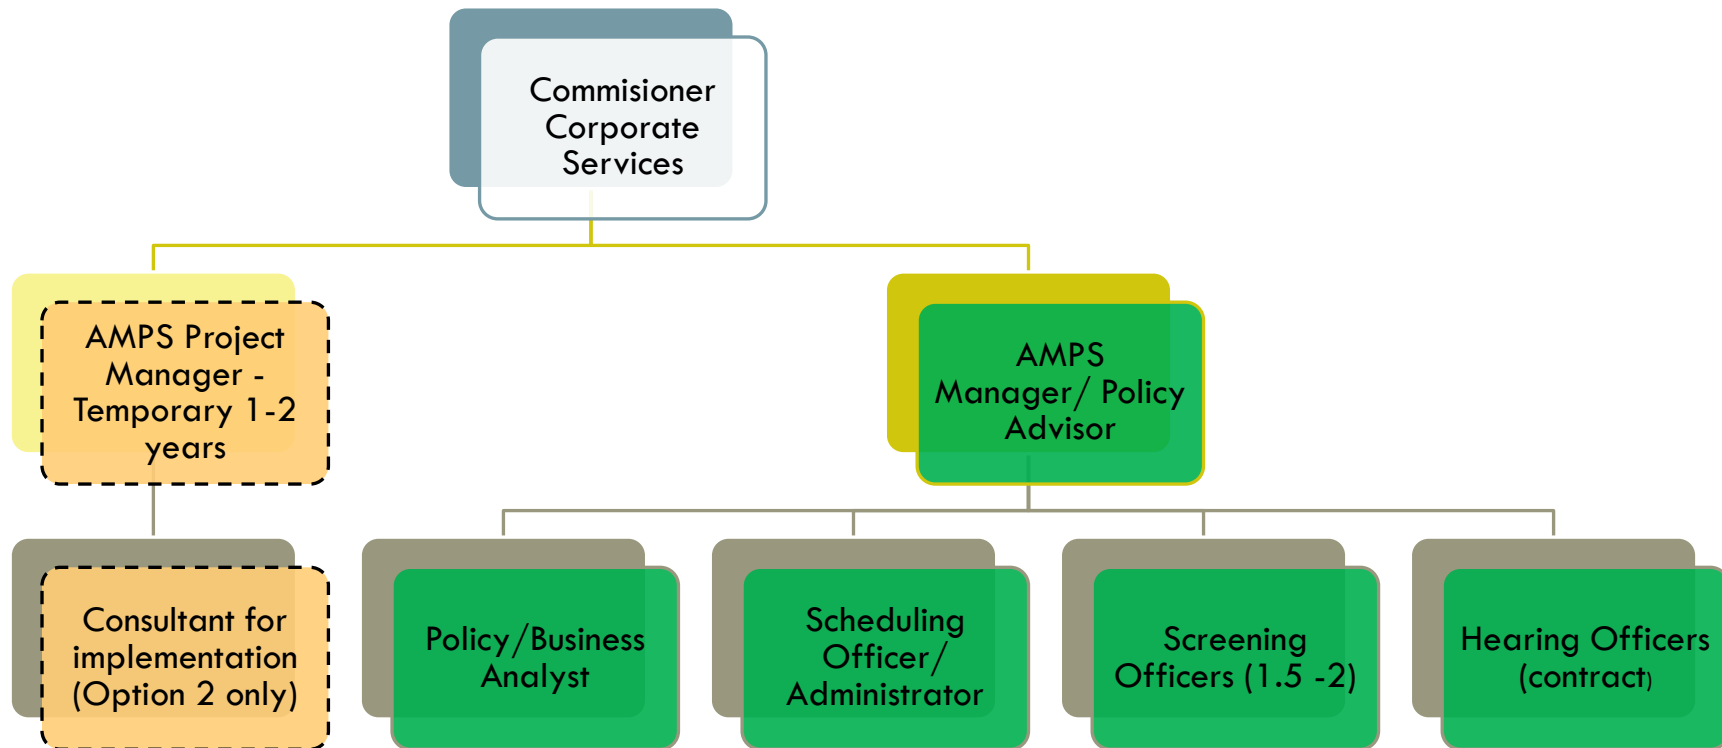 Commisioner
Corporate
Services
AMPS Project
Manager -
Temporary 1-2
years
AMPS
Manager/ Policy
Advisor
Consultant for
implementation
(Option 2 only)
Policy/Business
Analyst
Scheduling
Officer/
Administrator
Screening
Officers (1.5 -2)
Hearing Officers
(contract)